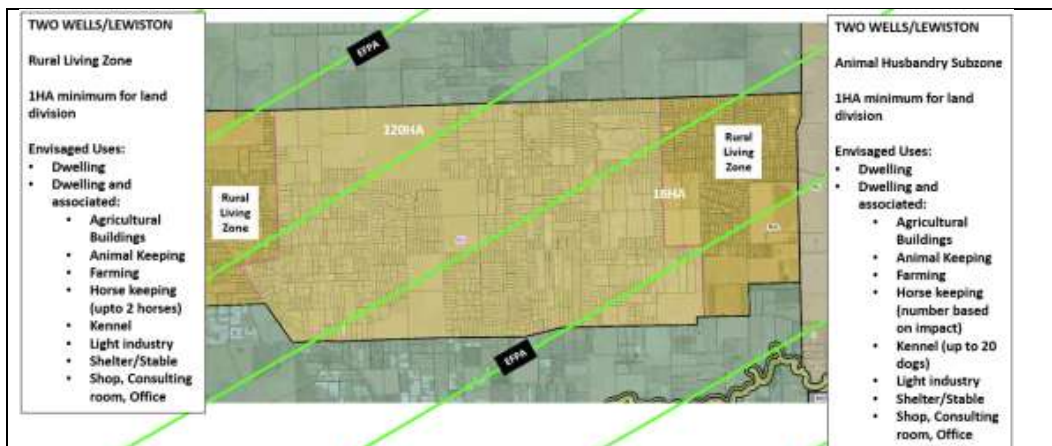 TWO WELLS/LEWISTON
Rural Living Zone
1HA minimum for land
division
Envisaged Uses:
• Dwelling
• Dwelling and
associated:
• Agricultural
Buildings
• Animal Keeping
• Farming
• Horse keeping
(upto 2 horses)
• Kennel
• Light industry
• Shelter/Stable
• Shop, Consulting
room, Office
EFPA
120HA
Rural
Living
Zone
Rural
Living
Zone
16HA
EFPA
TWO WELLS/LEWISTON
Animal Husbandry Subzone
1HA minimum for land
division
Envisaged Uses:
• Dwelling
• Dwelling and
associated:
• Agricultural
Buildings
• Animal Keeping
• Farming
• Horse keeping
(number based
on impact)
• Kennel (up to 20
dogs)
• Light industry
• Shelter/Stable
• Shop, Consulting
room, Office